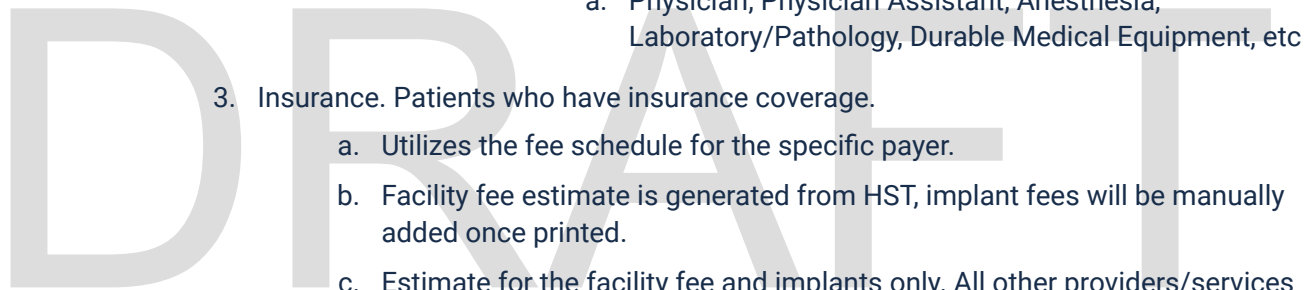 DRAFT
a. Physician, Physician Assistant, Anesthesia,
Laboratory/Pathology, Durable Medical Equipment, etc
3. Insurance. Patients who have insurance coverage.
a. Utilizes the fee schedule for the specific payer.
b. Facility fee estimate is generated from HST, implant fees will be manually
added once printed.
c. Estimate for the facility fee and implants only. All other providers/services